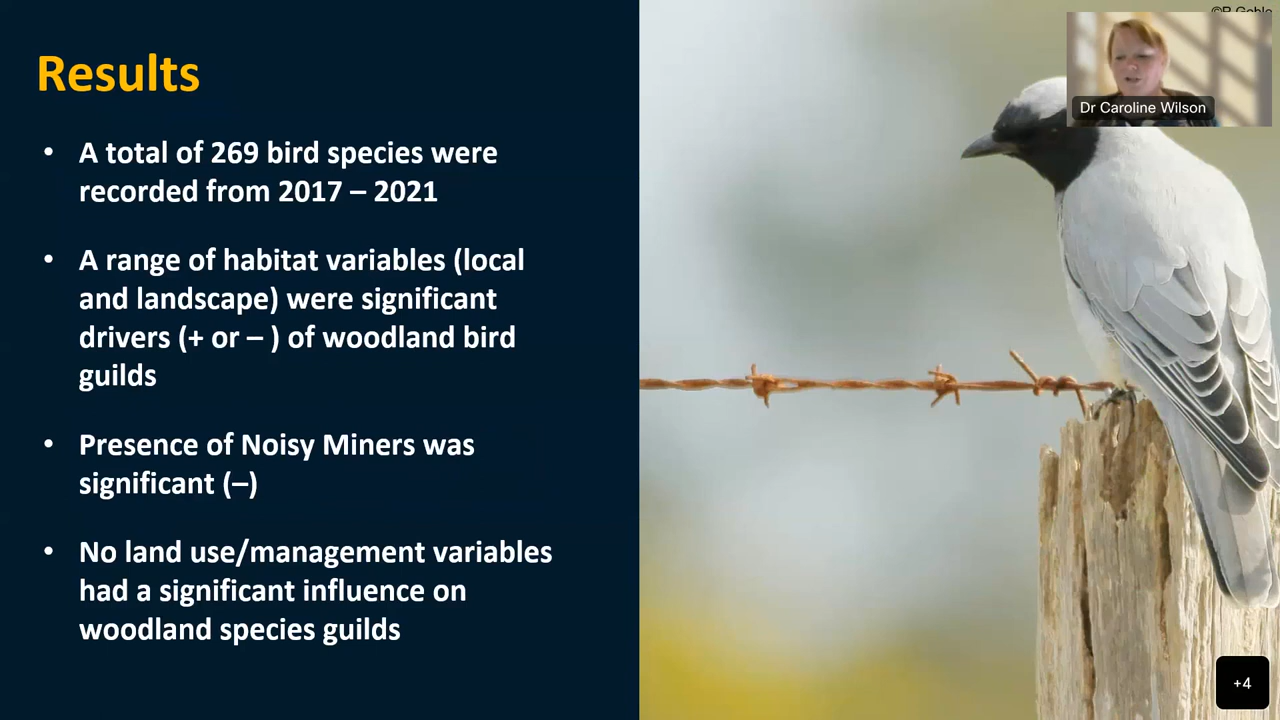 Results
• A total of 269 bird species were
recorded from 2017 – 2021
• A range of habitat variables (local
and landscape) were significant
drivers (+ or – ) of woodland bird
guilds
• Presence of Noisy Miners was
significant (–)
• No land use/management variables
had a significant influence on
woodland species guilds
Dr Caroline Wilson
+4